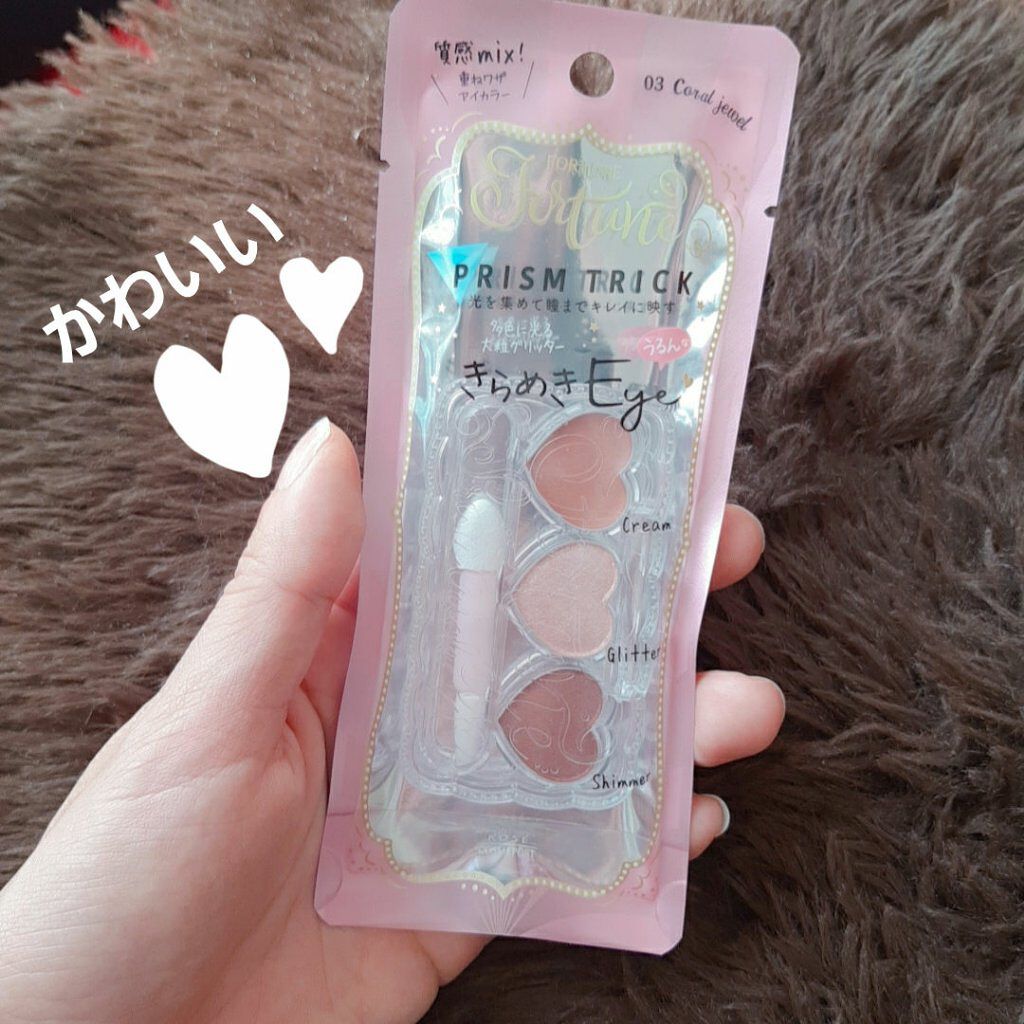 質感mix!
重ねワザ
アイカラー
03 Coral jewel
FORTUNE
Fortune
PRISM TRICK
光を集めて瞳までキレイに映す
多色に光る
大粒グリッター
うるんな
きらめきEye
Cream
Glitter
Shimmer
かわいい
KOSÉ